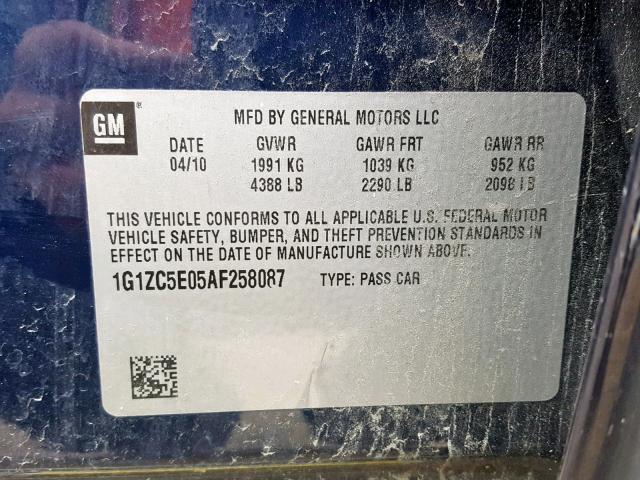 GM ®
MFD BY GENERAL MOTORS LLC
DATE GVWR GAWR FRT GAWR RR
04/10 1991 KG 1039 KG 952 KG
4388 LB 2290 LB 2098 LB
THIS VEHICLE CONFORMS TO ALL APPLICABLE U.S. FEDERAL MOTOR
VEHICLE SAFETY, BUMPER, AND THEFT PREVENTION STANDARDS IN
EFFECT ON THE DATE OF MANUFACTURE SHOWN ABOVE.
1G1ZC5E05AF258087 TYPE: PASS CAR